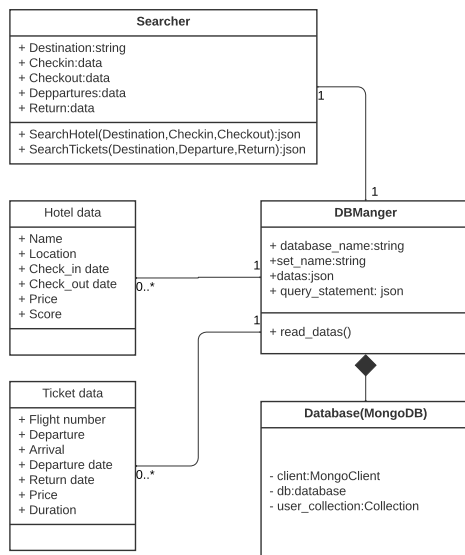 Searcher
+ Destination:string
+ Checkin:data
+ Checkout:data
+ Deppartures:data
+ Return:data
+ SearchHotel(Destination,Checkin,Checkout):json
+ SearchTickets(Destination,Departure,Return):json
1
1
Hotel data
+ Name
+ Location
+ Check_in date
+ Check_out date
+ Price
+ Score
0..*
1
DBManger
+ database_name:string
+set_name:string
+datas:json
+ query_statement: json
+ read_datas()
1
Ticket data
+ Flight number
+ Departure
+ Arrival
+ Departure date
+ Return date
+ Price
+ Duration
0..*
Database(MongoDB)
- client:MongoClient
- db:database
- user_collection:Collection